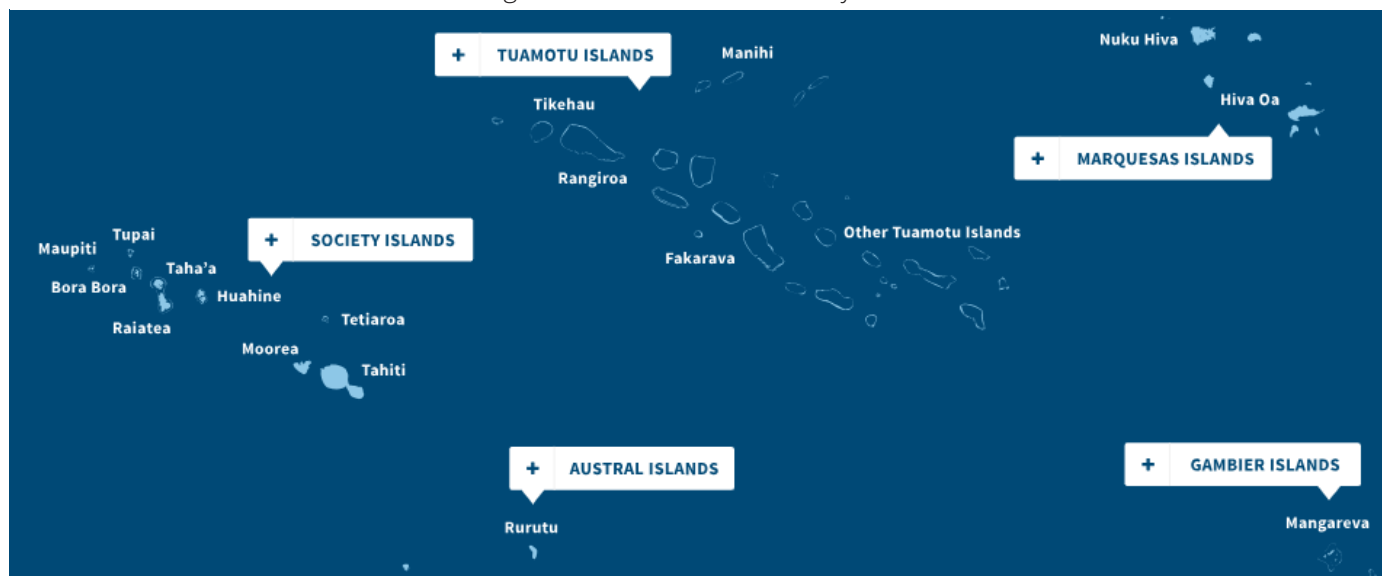 Nuku Hiva
+ TUAMOTU ISLANDS
Manihi
Tikehau
Hiva Oa
+ MARQUESAS ISLANDS
Rangiroa
Tupai
Maupiti
+ SOCIETY ISLANDS
Other Tuamotu Islands
Fakarava
Taha'a
Bora Bora
Huahine
Raiatea
Tetiaroa
Moorea
Tahiti
+ AUSTRAL ISLANDS
+ GAMBIER ISLANDS
Rurutu
Mangareva